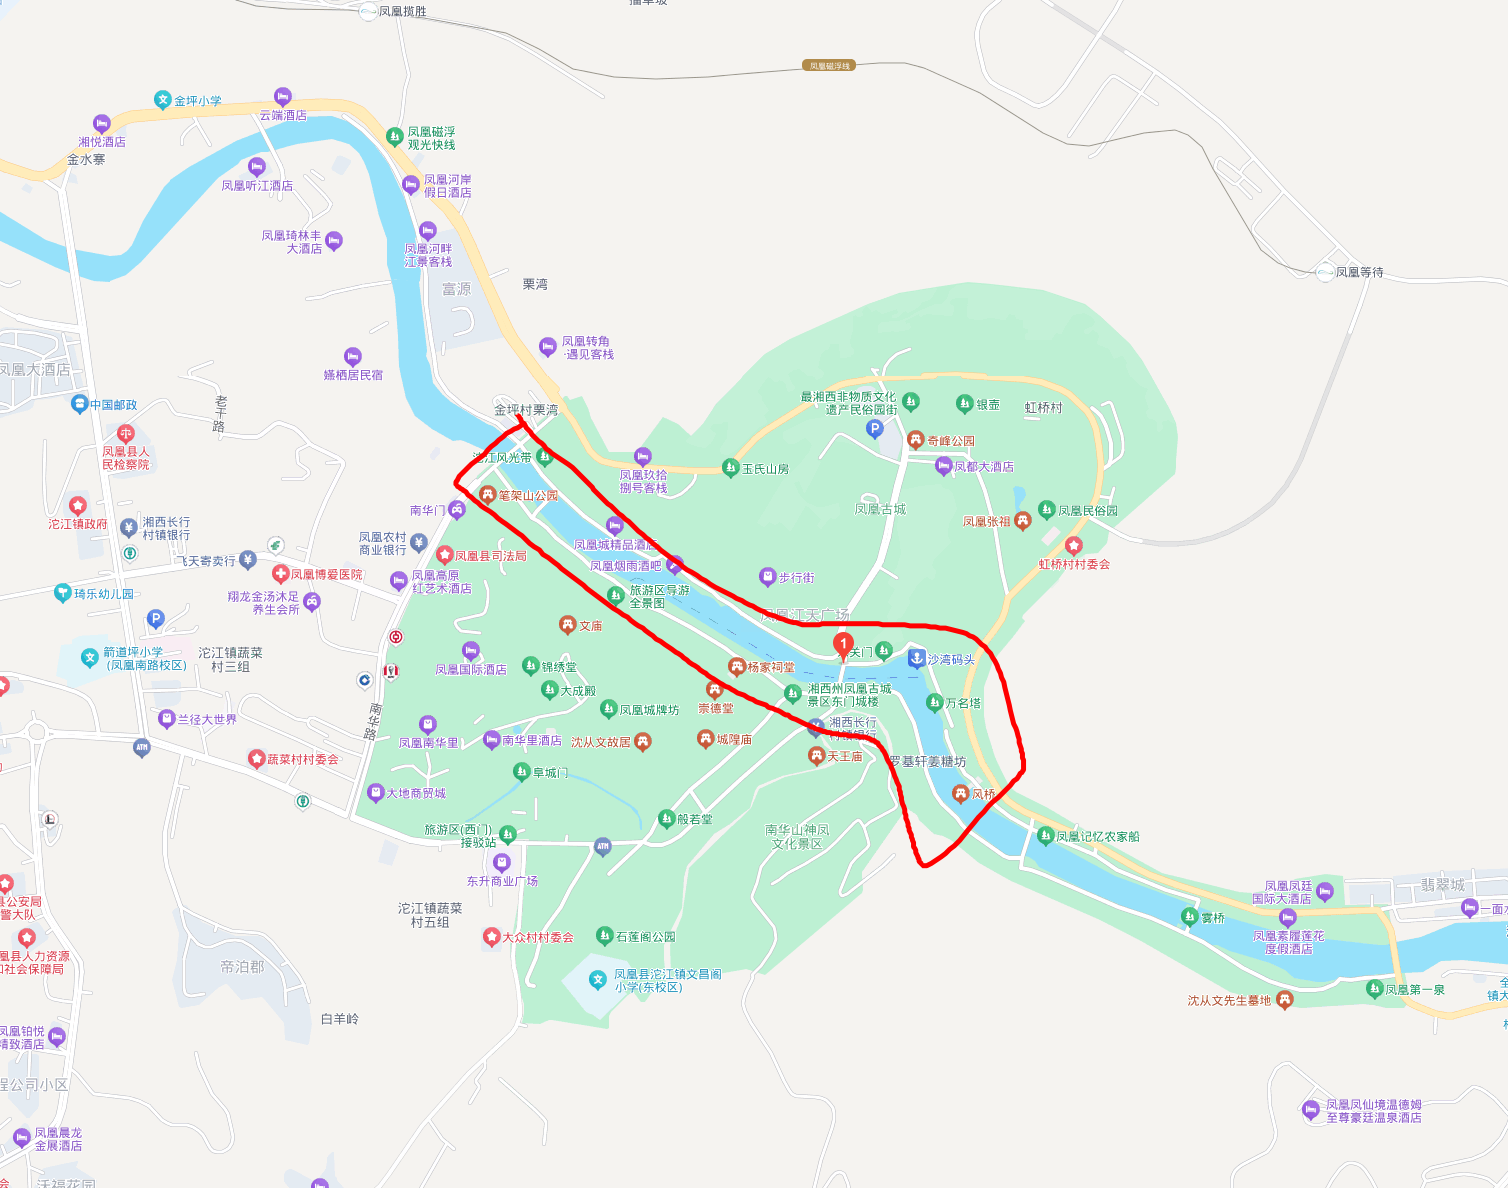 凤凰揽胜
凤凰磁浮线
金坪小学
云端酒店
湘悦酒店
金水寨
凤凰磁浮
观光快线
凤凰听江酒店
凤凰河岸
假日酒店
凤凰琦林丰
大酒店
凤凰河畔
江景客栈
富源
栗湾
凤凰等待
凤凰转角
·遇见客栈
凤凰大酒店
嬿栖居民宿
中国邮政
老干路
金坪村栗湾
最湘西非物质文化
遗产民俗园街
银壶
虹桥村
P
奇峰公园
凤凰县人
民检察院
沱江风光带
凤凰玖拾
捌号客栈
玉氏山房
凤都大酒店
笔架山公园
南华门
凤凰古城
凤凰张祖
凤凰民俗园
沱江镇政府
湘西长行
村镇银行
凤凰农村
商业银行
凤凰城精品酒店
凤凰县司法局
凤凰烟雨酒吧
虹桥村村委会
飞天寄卖行
凤凰博爱医院
凤凰高原
红艺术酒店
步行街
旅游区导游
全景图
琦乐幼儿园
翔龙金汤沐足
养生会所
P
文庙
凤凰江天广场
1
关门
沙湾码头
箭道坪小学
(凤凰南路校区)
沱江镇蔬菜
村三组
凤凰国际酒店
锦绣堂
杨家祠堂
大成殿
湘西州凤凰古城
景区东门城楼
万名塔
崇德堂
凤凰城牌坊
兰径大世界
南华路
凤凰南华里
南华里酒店
沈从文故居
城隍庙
湘西长行
村镇银行
天王庙
罗基轩姜糖坊
ATM
蔬菜村村委会
阜城门
大地商贸城
风桥
旅游区(西门)
接驳站
般若堂
南华山神凤
文化景区
凤凰记忆农家船
ATM
东升商业广场
凤凰凤廷
国际大酒店
翡翠城
县公安局
警大队
沱江镇蔬菜
村五组
雾桥
凤凰素履莲花
度假酒店
大众村村委会
石莲阁公园
凰县人力资源
和社会保障局
帝泊郡
凤凰县沱江镇文昌阁
小学(东校区)
沈从文先生墓地
凤凰第一泉
镇大
白羊岭
凤凰铂悦
精致酒店
程公司小区
凤凰凤仙境温德姆
至尊豪廷温泉酒店
凤凰晨龙
金展酒店
沃福花园